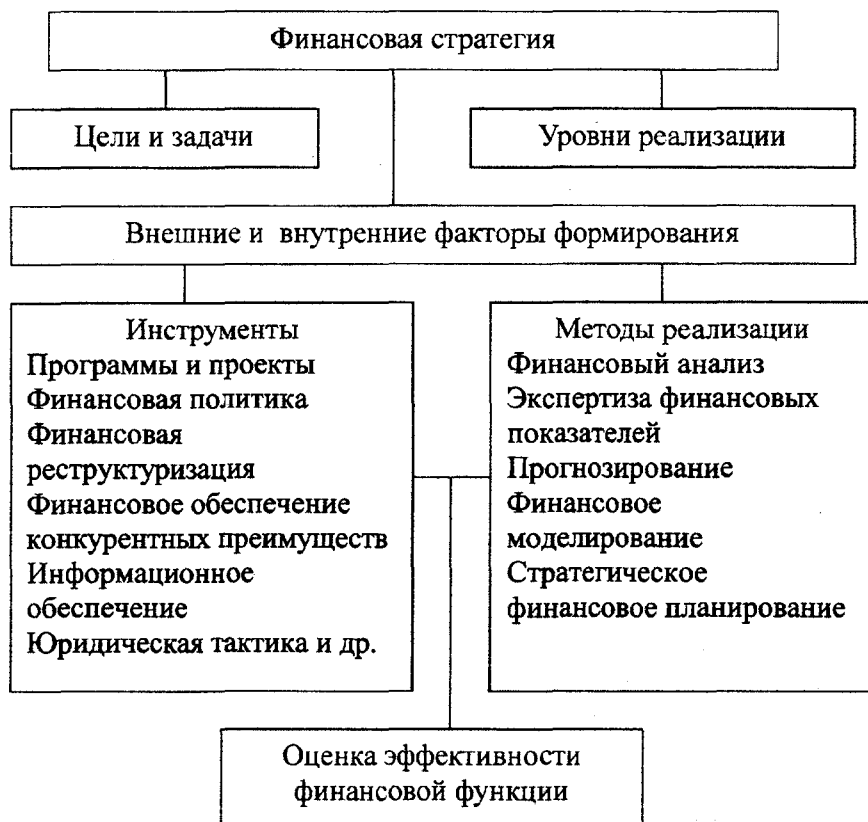 Финансовая стратегия
Цели и задачи
Уровни реализации
Внешние и внутренние факторы формирования
Инструменты
Программы и проекты
Финансовая политика
Финансовая
реструктуризация
Финансовое обеспечение
конкурентных преимуществ
Информационное
обеспечение
Юридическая тактика и др.
Методы реализации
Финансовый анализ
Экспертиза финансовых
показателей
Прогнозирование
Финансовое
моделирование
Стратегическое
финансовое планирование
Оценка эффективности
финансовой функции